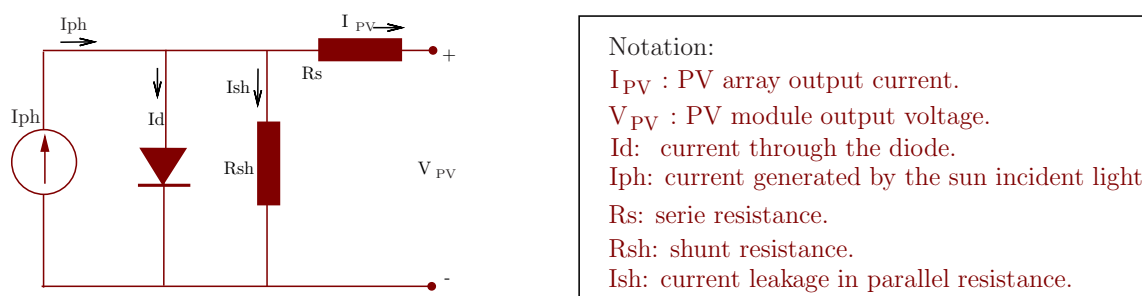 Iph
I PV
+
Rs
Ish
Iph
Id
Rsh
V PV
-
Notation:
I PV : PV array output current.
V PV : PV module output voltage.
Id: current through the diode.
Iph: current generated by the sun incident light
Rs: serie resistance.
Rsh: shunt resistance.
Ish: current leakage in parallel resistance.